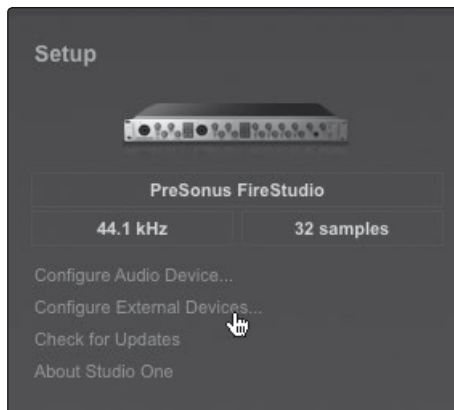 Setup
PreSonus FireStudio
44.1 kHz 32 samples
Configure Audio Device...
Configure External Devices...
Check for Updates
About Studio One